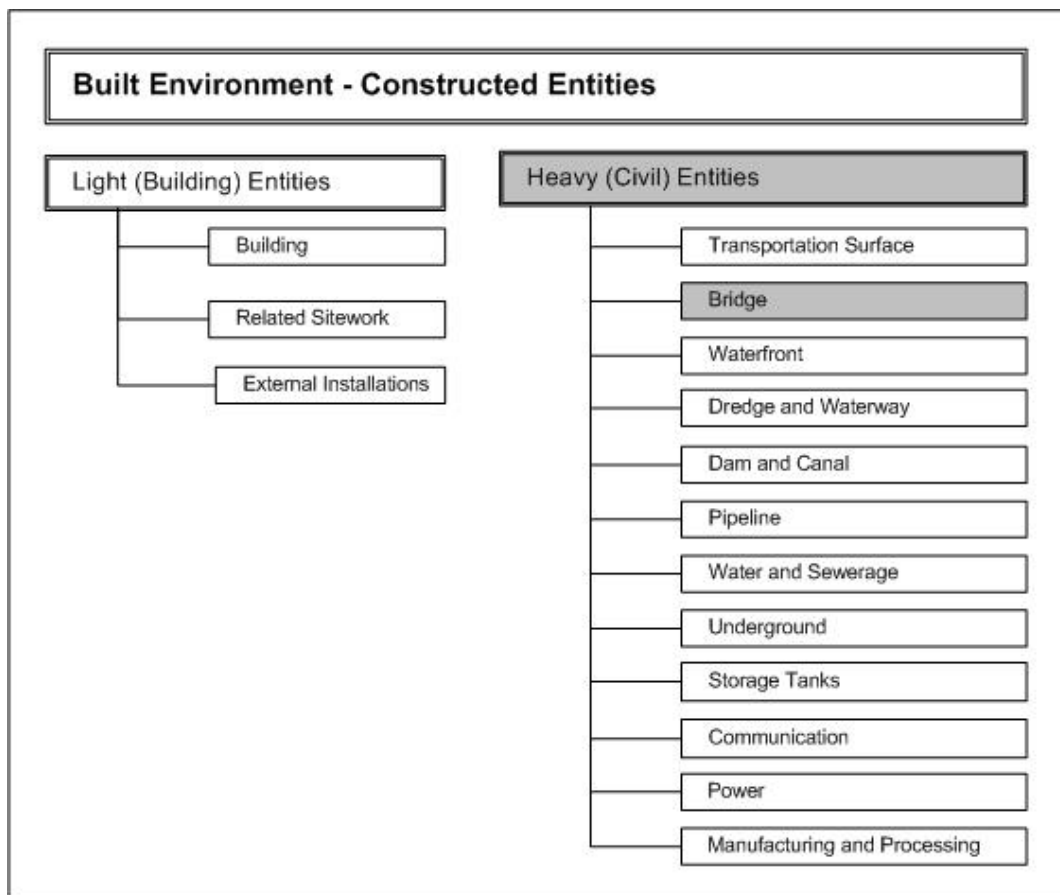 Built Environment - Constructed Entities
Light (Building) Entities
Building
Related Sitework
External Installations
Heavy (Civil) Entities
Transportation Surface
Bridge
Waterfront
Dredge and Waterway
Dam and Canal
Pipeline
Water and Sewerage
Underground
Storage Tanks
Communication
Power
Manufacturing and Processing